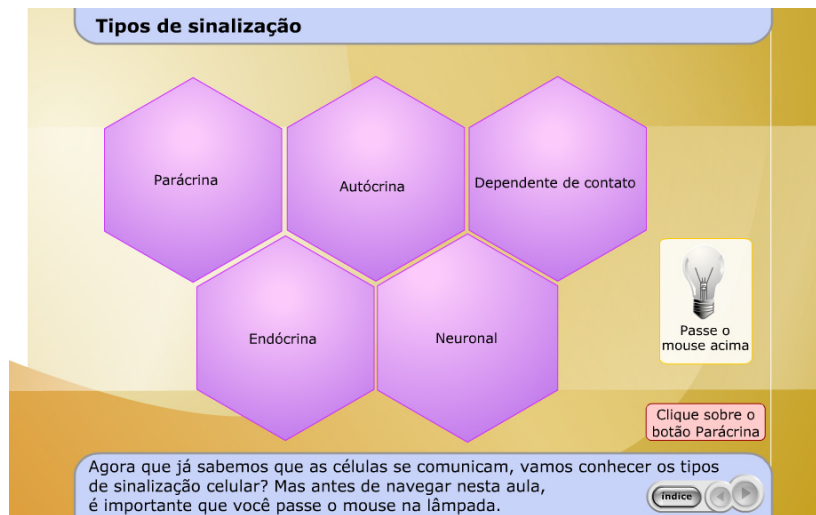 Tipos de sinalização
Parácrina
Autócrina
Dependente de contato
Endócrina
Neuronal
Passe o
mouse acima
Clique sobre o
botão Parácrina
Agora que já sabemos que as células se comunicam, vamos conhecer os tipos
de sinalização celular? Mas antes de navegar nesta aula,
é importante que você passe o mouse na lâmpada.
índice